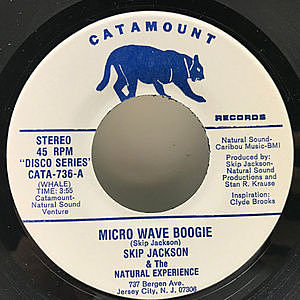 CATAMOUNT
RECORDS
STEREO
45 RPM
"DISCO SERIES'
CATA-736-A
(WHALE)
TIME: 3:55
Catamount-
Natural Sound
Venture
Natural Sound-
Caribou Music-BMI
Produced by:
Skip Jackson-
Natural Sound
Productions and
Stan R. Krause
Inspiration:
Clyde Brooks
MICRO WAVE BOOGIE
(Skip Jackson)
SKIP JACKSON
& The
NATURAL EXPERIENCE
737 Bergen Ave.
Jersey City, N. J. 07306